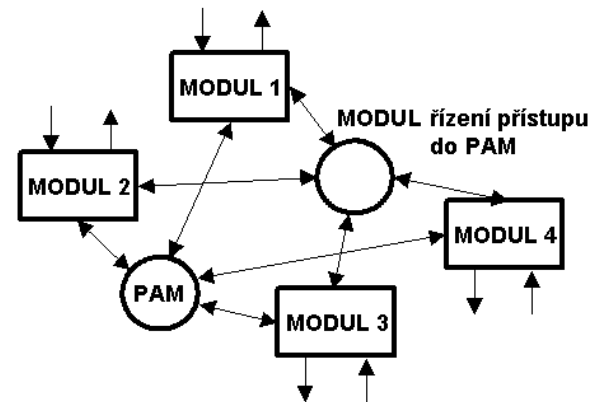 MODUL 1
MODUL řízení přístupu
do PAM
MODUL 2
MODUL 4
PAM
MODUL 3